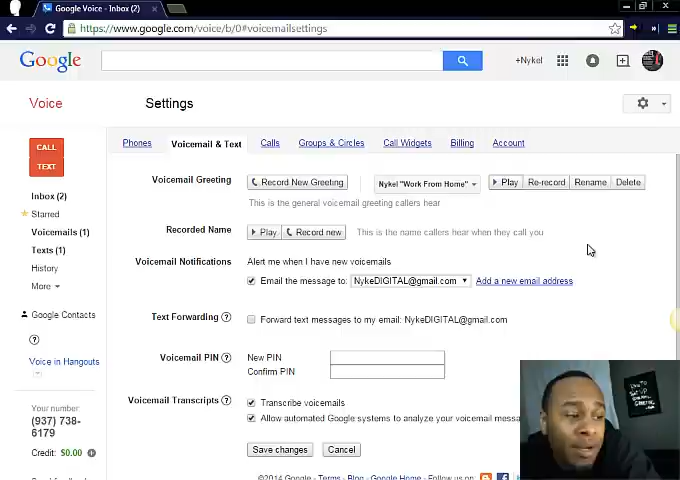 Google Voice - Inbox (2)
https://www.google.com/voice/b/0#voicemailsettings
Google
+Nykel
Voice
Settings
CALL
TEXT
Phones
Voicemail & Text
Calls
Groups & Circles
Call Widgets
Billing
Account
Inbox (2)
Starred
Voicemails (1)
Texts (1)
History
More
Google Contacts
Voice in Hangouts
Your number
(937) 738-
6179
Credit: $0.00
Voicemail Greeting
Record New Greeting
Nykel "Work From Home"
Play
Re-record
Rename
Delete
This is the general voicemail greeting callers hear
Recorded Name
Play
Record new
This is the name callers hear when they call you
Voicemail Notifications
Alert me when I have new voicemails
Email the message to:
NykeDIGITAL@gmail.com
Add a new email address
Text Forwarding
Forward text messages to my email: NykeDIGITAL@gmail.com
Voicemail PIN
New PIN
Confirm PIN
Voicemail Transcripts
Transcribe voicemails
Allow automated Google systems to analyze your voicemail mess
Save changes
Cancel
©2014 Google - Terms - Blog - Google Home - Follow us on: